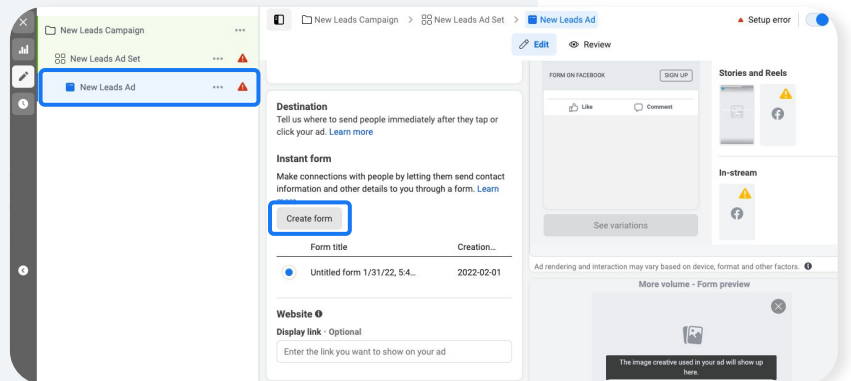 New Leads Campaign
New Leads Ad Set
New Leads Ad
New Leads Campaign > New Leads Ad Set > New Leads Ad
Setup error
Edit
Review
Destination
Tell us where to send people immediately after they tap or
click your ad. Learn more
Instant form
Make connections with people by letting them send contact
information and other details to you through a form. Learn
Create form
Form title
Creation...
Untitled form 1/31/22, 5:4...
2022-02-01
Website
Display link · Optional
Enter the link you want to show on your ad
FORM ON FACEBOOK
SIGN UP
Like
Comment
See variations
Stories and Reels
In-stream
Ad rendering and interaction may vary based on device, format and other factors.
More volume - Form preview
The image creative used in your ad will show up
here.